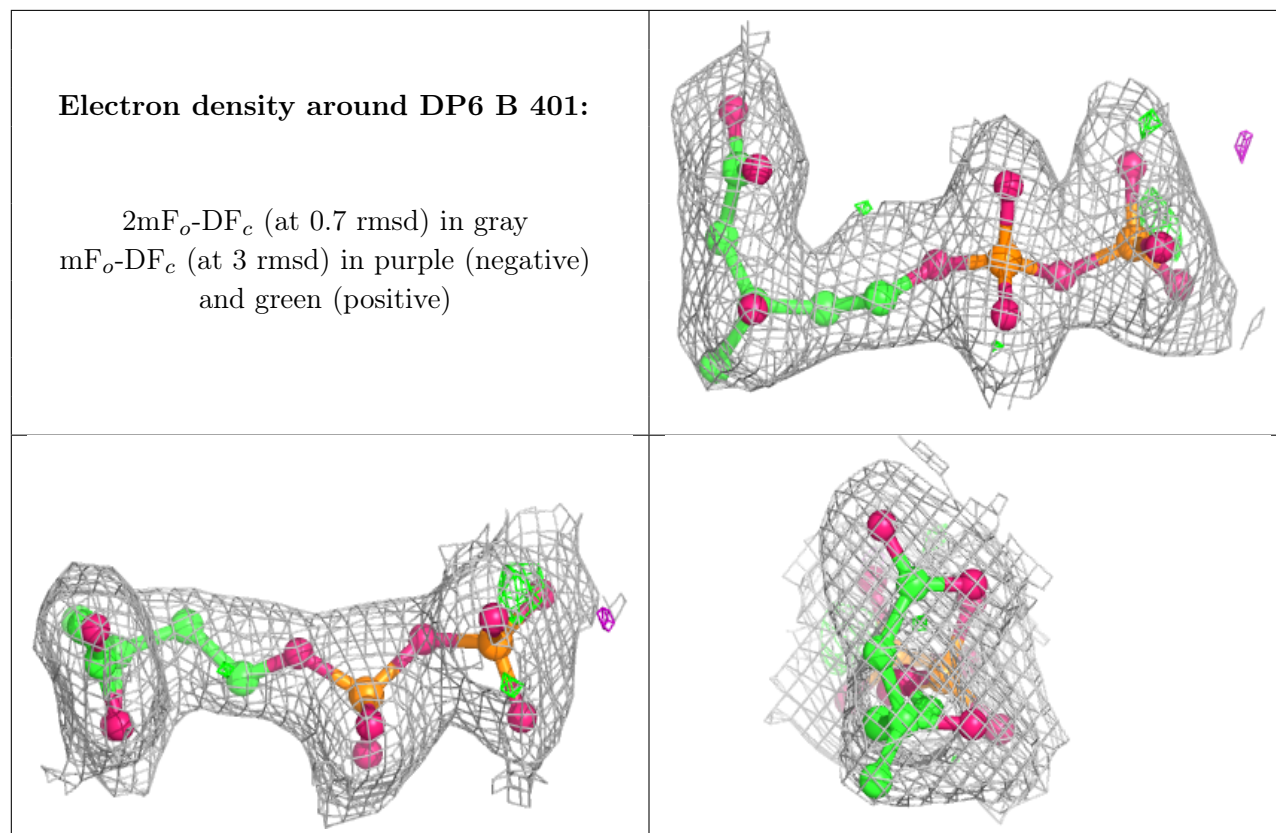 Electron density around DP6 B 401:
2mFo-DFc (at 0.7 rmsd) in gray
mFo-DFc (at 3 rmsd) in purple (negative)
and green (positive)